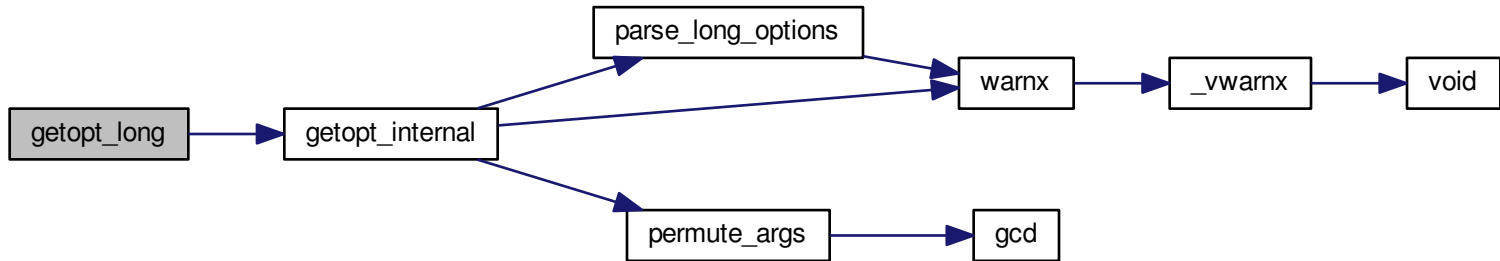 getopt_long
getopt_internal
parse_long_options
permute_args
warnx
gcd
_vwarnx
void